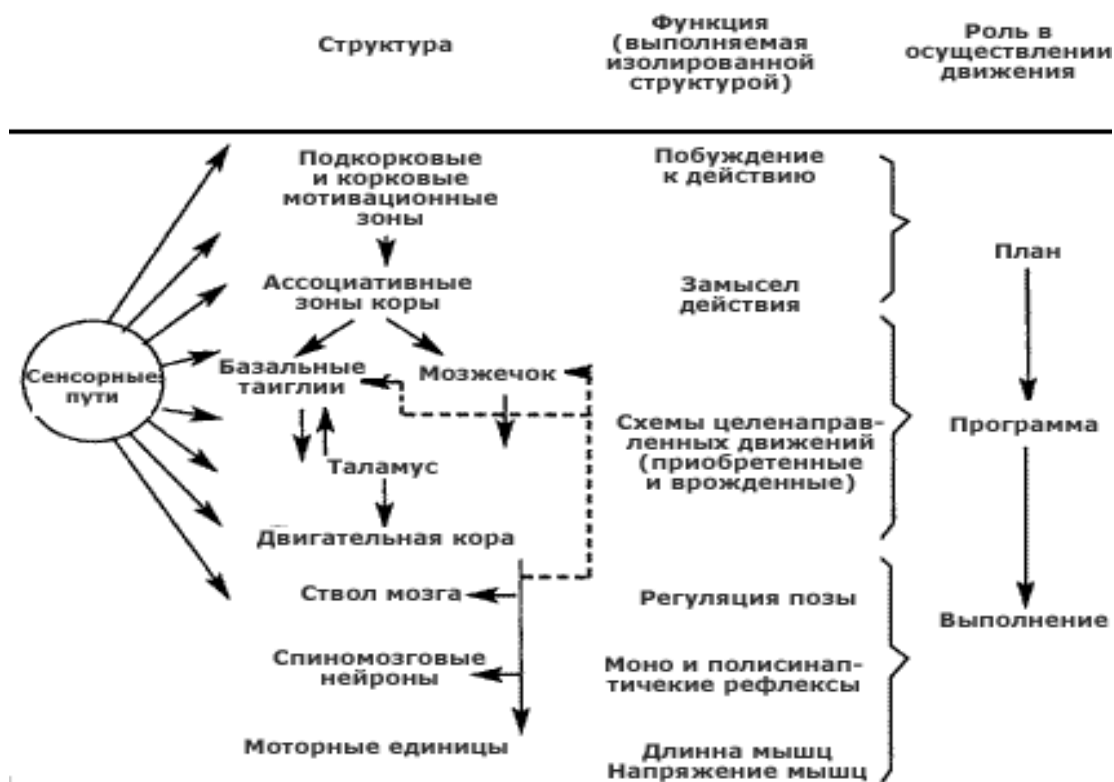 Структура
Функция
(выполняемая
изолированной
структурой)
Роль в
осуществлении
движения
Подкорковые
и корковые
мотивационные
зоны
Побуждение
к действию
План
Ассоциативные
зоны коры
Замысел
действия
Сенсорные
пути
Базальные
таиглии
Мозжечок
Схемы целенаправ-
ленных движений
(приобретенные
и врожденные)
Программа
Таламус
Двигательная кора
Ствол мозга
Регуляция позы
Выполнение
Спиномозговые
нейроны
Моно и полисинап-
тичекие рефлексы
Моторные единицы
Длинна мышц
Напряжение мышц